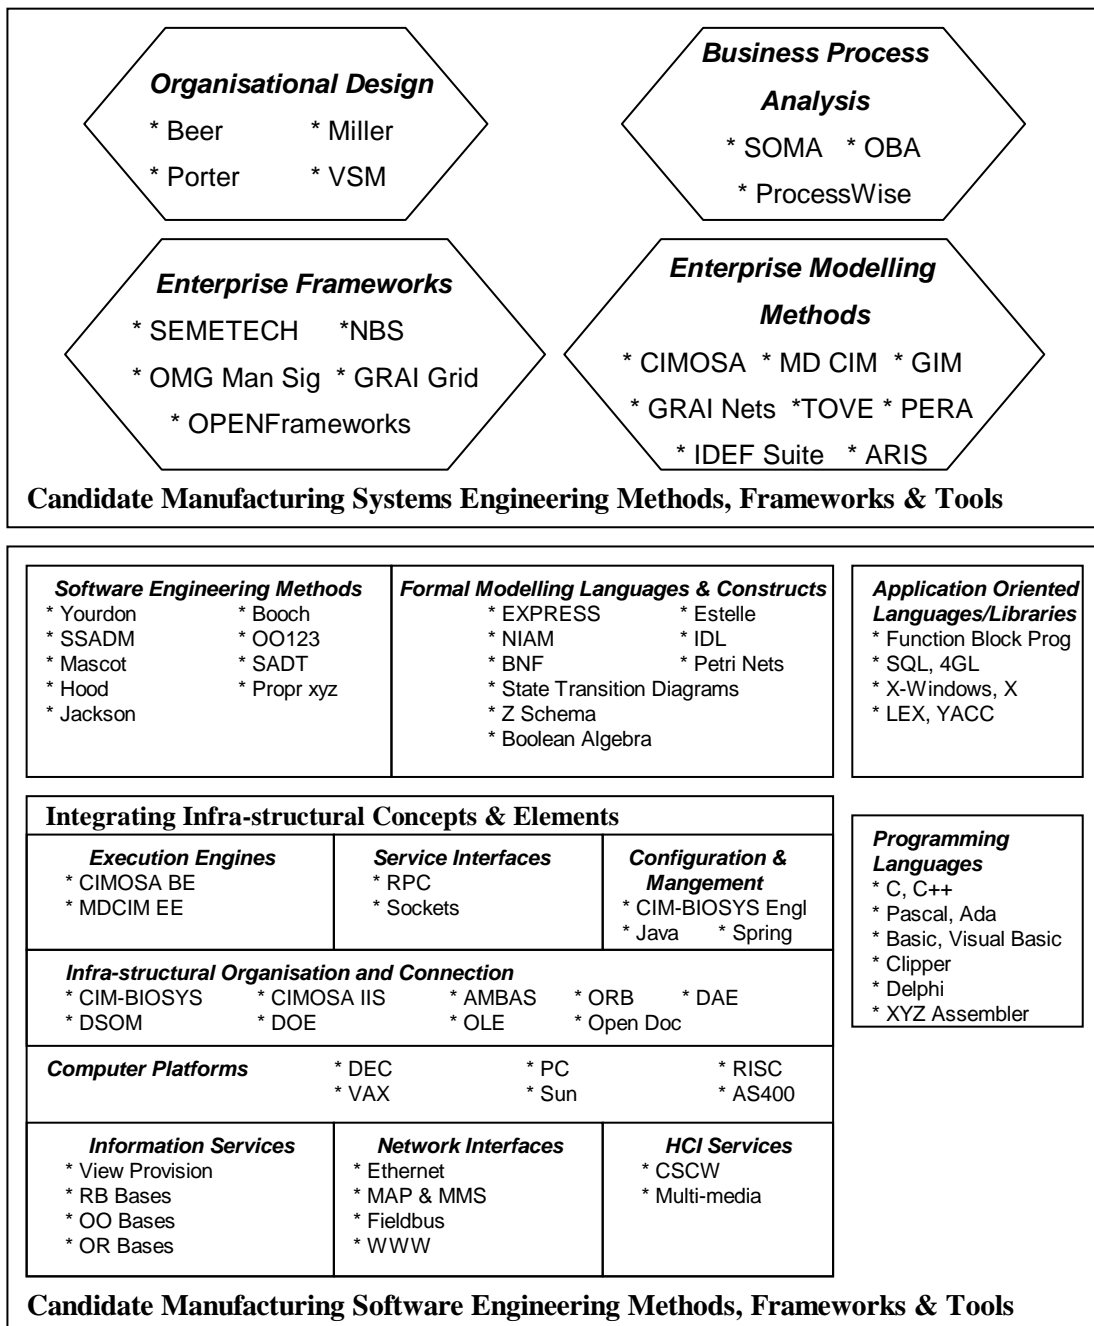 Organisational Design
* Beer * Miller
* Porter * VSM
Business Process
Analysis
* SOMA * OBA
* ProcessWise
Enterprise Frameworks
* SEMETECH *NBS
* OMG Man Sig * GRAI Grid
* OPENFrameworks
Enterprise Modelling
Methods
* CIMOSA * MD CIM * GIM
* GRAI Nets *TOVE * PERA
* IDEF Suite * ARIS
Candidate Manufacturing Systems Engineering Methods, Frameworks & Tools
Software Engineering Methods
* Yourdon * Booch
* SSADM * OO123
* Mascot * SADT
* Hood * Propr xyz
* Jackson
Formal Modelling Languages & Constructs
* EXPRESS * Estelle
* NIAM * IDL
* BNF * Petri Nets
* State Transition Diagrams
* Z Schema
* Boolean Algebra
Application Oriented
Languages/Libraries
* Function Block Prog
* SQL, 4GL
* X-Windows, X
* LEX, YACC
Integrating Infra-structural Concepts & Elements
Execution Engines
* CIMOSA BE
* MDCIM EE
Service Interfaces
* RPC
* Sockets
Configuration &
Mangement
* CIM-BIOSYS Engl
* Java * Spring
Programming
Languages
* C, C++
* Pascal, Ada
* Basic, Visual Basic
* Clipper
* Delphi
* XYZ Assembler
Infra-structural Organisation and Connection
* CIM-BIOSYS * CIMOSA IIS * AMBAS * ORB * DAE
* DSOM * DOE * OLE * Open Doc
Computer Platforms * DEC * PC * RISC
* VAX * Sun * AS400
Information Services
* View Provision
* RB Bases
* OO Bases
* OR Bases
Network Interfaces
* Ethernet
* MAP & MMS
* Fieldbus
* WWW
HCI Services
* CSCW
* Multi-media
Candidate Manufacturing Software Engineering Methods, Frameworks & Tools